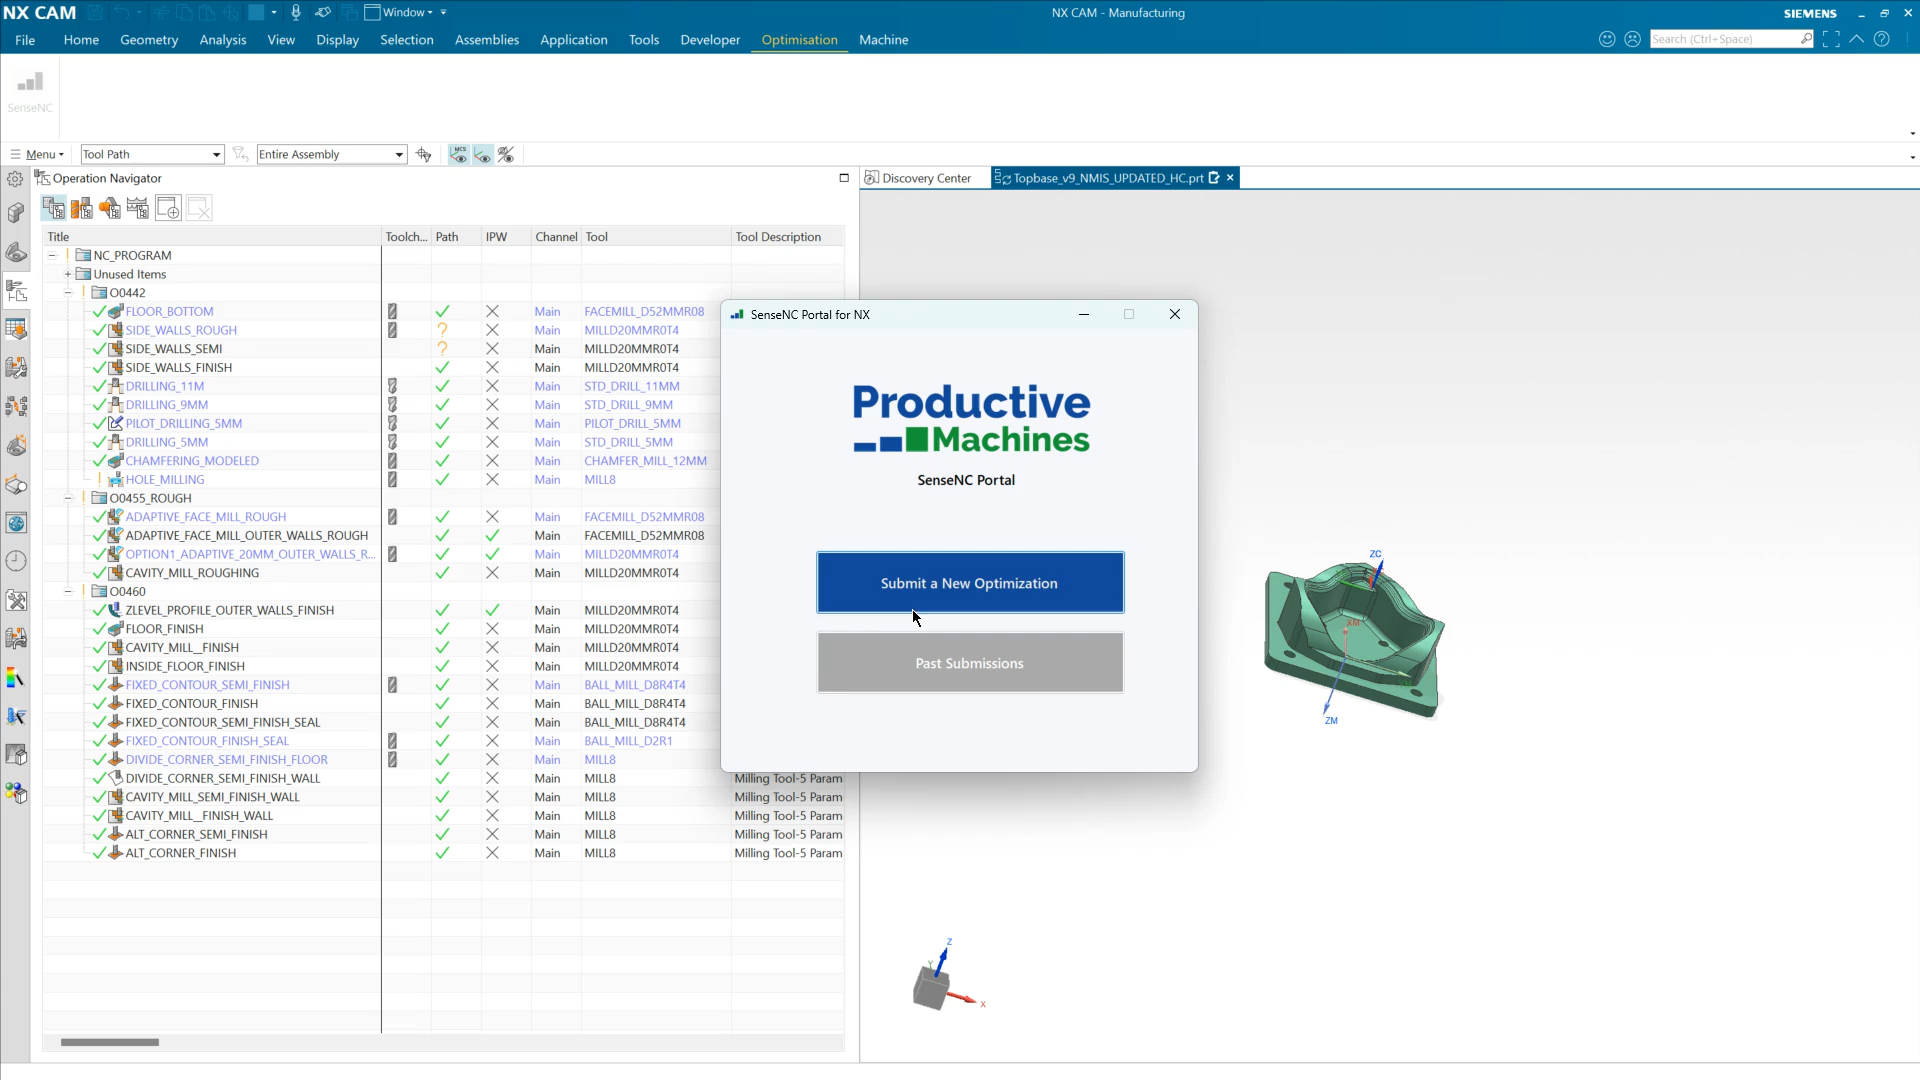 NX CAM
Window
NX CAM - Manufacturing
SIEMENS
File Home Geometry Analysis View Display Selection Assemblies Application Tools Developer Optimisation Machine
Search (Ctrl+Space)
SenseNC
Menu Tool Path Entire Assembly
MCS
Operation Navigator
Discovery Center Topbase_v9_NMIS_UPDATED_HC.prt
Title Toolch... Path IPW Channel Tool Tool Description
NC_PROGRAM
Unused Items
O0442
FLOOR_BOTTOM Main FACEMILL_D52MMR08
SIDE_WALLS_ROUGH ? Main MILLD20MMR0T4
SIDE_WALLS_SEMI ? Main MILLD20MMR0T4
SIDE_WALLS_FINISH Main MILLD20MMR0T4
DRILLING_11M Main STD_DRILL_11MM
DRILLING_9MM Main STD_DRILL_9MM
PILOT_DRILLING_5MM Main PILOT_DRILL_5MM
DRILLING_5MM Main STD_DRILL_5MM
CHAMFERING_MODELED Main CHAMFER_MILL_12MM
HOLE_MILLING Main MILL8
O0455_ROUGH
ADAPTIVE_FACE_MILL_ROUGH Main FACEMILL_D52MMR08
ADAPTIVE_FACE_MILL_OUTER_WALLS_ROUGH Main FACEMILL_D52MMR08
OPTION1_ADAPTIVE_20MM_OUTER_WALLS_R... Main MILLD20MMR0T4
CAVITY_MILL_ROUGHING Main MILLD20MMR0T4
O0460
ZLEVEL_PROFILE_OUTER_WALLS_FINISH Main MILLD20MMR0T4
FLOOR_FINISH Main MILLD20MMR0T4
CAVITY_MILL__FINISH Main MILLD20MMR0T4
INSIDE_FLOOR_FINISH Main MILLD20MMR0T4
FIXED_CONTOUR_SEMI_FINISH Main BALL_MILL_D8R4T4
FIXED_CONTOUR_FINISH Main BALL_MILL_D8R4T4
FIXED_CONTOUR_SEMI_FINISH_SEAL Main BALL_MILL_D8R4T4
FIXED_CONTOUR_FINISH_SEAL Main BALL_MILL_D2R1
DIVIDE_CORNER_SEMI_FINISH_FLOOR Main MILL8
DIVIDE_CORNER_SEMI_FINISH_WALL Main MILL8 Milling Tool-5 Param
CAVITY_MILL_SEMI_FINISH_WALL Main MILL8 Milling Tool-5 Param
CAVITY_MILL__FINISH_WALL Main MILL8 Milling Tool-5 Param
ALT_CORNER_SEMI_FINISH Main MILL8 Milling Tool-5 Param
ALT_CORNER_FINISH Main MILL8 Milling Tool-5 Param
SenseNC Portal for NX
Productive
Machines
SenseNC Portal
Submit a New Optimization
Past Submissions
ZC
XM
ZM
Z
Y
X